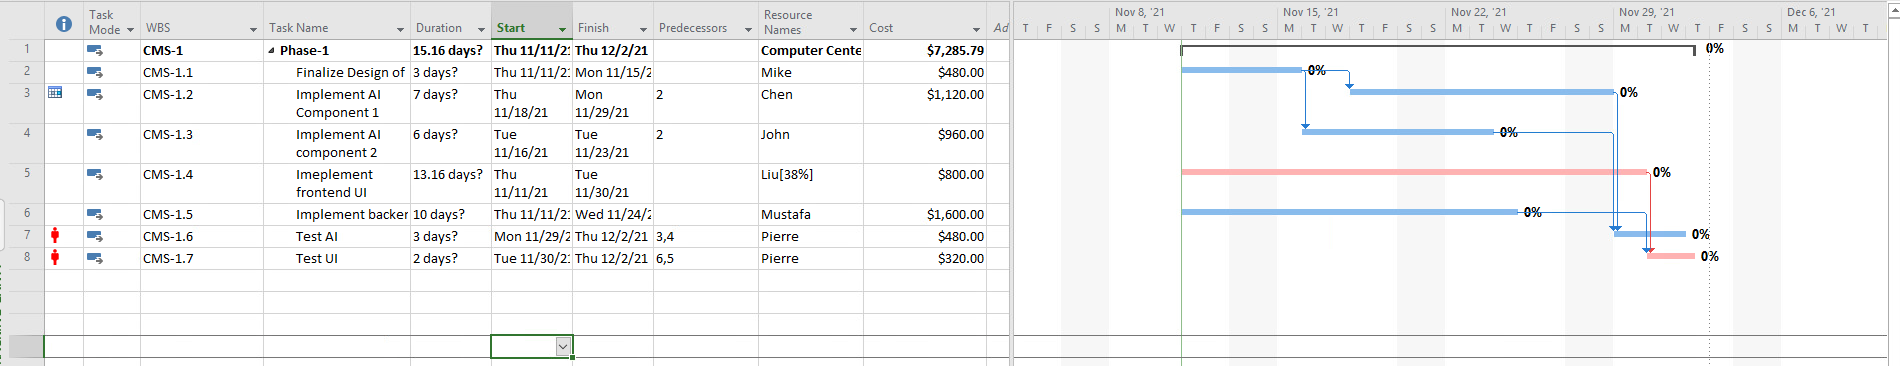 Nov 8, '21 Nov 15, '21 Nov 22, '21 Nov 29, '21 Dec 6, '21
Task Mode WBS Task Name Duration Start Finish Predecessors Resource Names Cost Ad
T F S S M T W T F S S M T W T F S S M T W T F S S M T W T F S S M T W T
1 CMS-1 Phase-1 15.16 days? Thu 11/11/21 Thu 12/2/21 Computer Cente $7,285.79 0%
2 CMS-1.1 Finalize Design of 3 days? Thu 11/11/21 Mon 11/15/2 Mike $480.00 0%
3 CMS-1.2 Implement AI Component 1 7 days? Thu 11/18/21 Mon 11/29/21 2 Chen $1,120.00 0%
4 CMS-1.3 Implement AI component 2 6 days? Tue 11/16/21 Tue 11/23/21 2 John $960.00 0%
5 CMS-1.4 Imeplement frontend UI 13.16 days? Thu 11/11/21 Tue 11/30/21 Liu[38%] $800.00 0%
6 CMS-1.5 Implement backer 10 days? Thu 11/11/21 Wed 11/24/2 Mustafa $1,600.00 0%
7 CMS-1.6 Test AI 3 days? Mon 11/29/2 Thu 12/2/21 3,4 Pierre $480.00 0%
8 CMS-1.7 Test UI 2 days? Tue 11/30/21 Thu 12/2/21 6,5 Pierre $320.00 0%